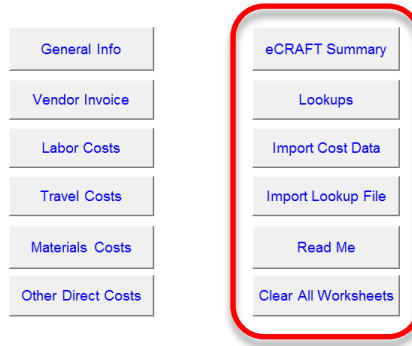 General Info
Vendor Invoice
Labor Costs
Travel Costs
Materials Costs
Other Direct Costs
eCRAFT Summary
Lookups
Import Cost Data
Import Lookup File
Read Me
Clear All Worksheets